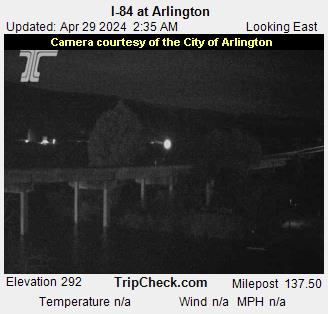 I-84 at Arlington
Updated: Apr 29 2024 2:35 AM Looking East
Camera courtesy of the City of Arlington
Elevation 292 TripCheck.com Milepost 137.50
Temperature n/a Wind n/a MPH n/a